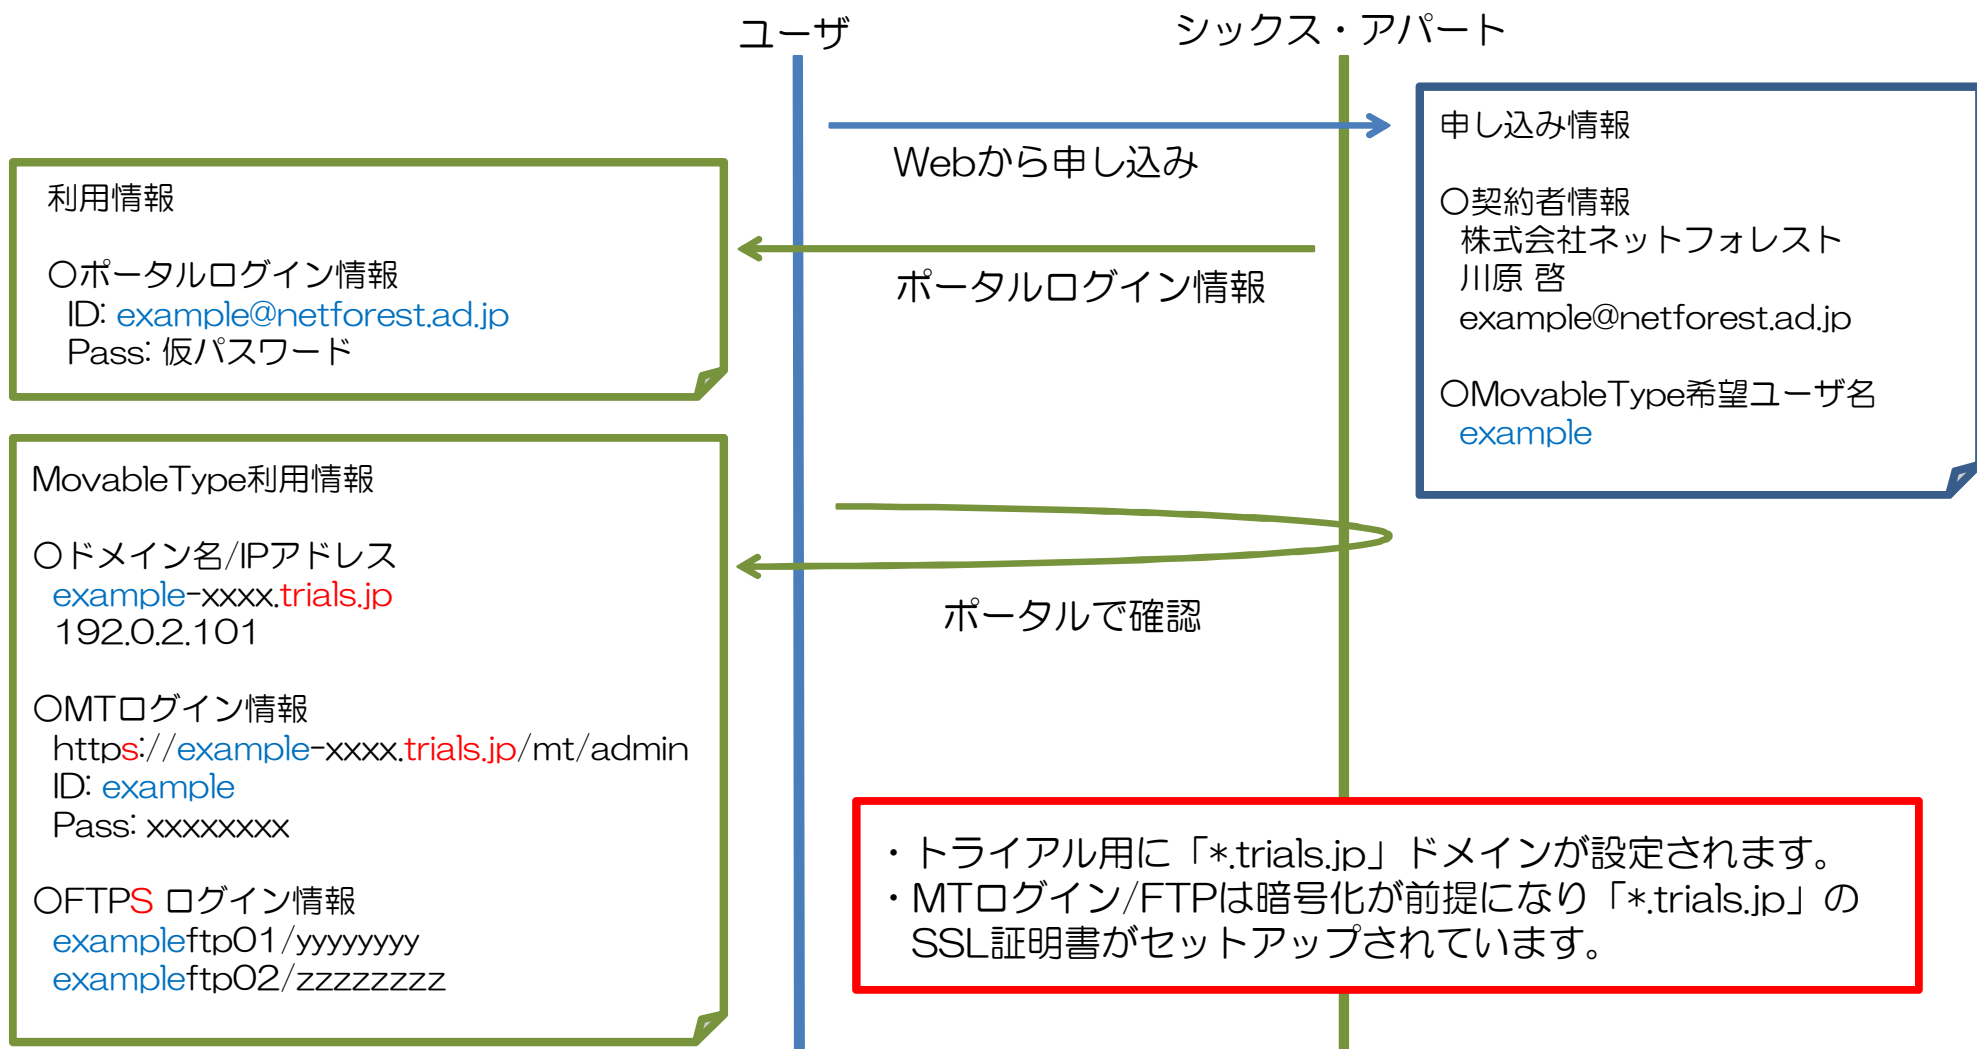 ユーザ
シックス・アパート
Webから申し込み
申し込み情報
〇契約者情報
株式会社ネットフォレスト
川原 啓
example@netforest.ad.jp
〇MovableType希望ユーザ名
example
利用情報
〇ポータルログイン情報
ID: example@netforest.ad.jp
Pass: 仮パスワード
ポータルログイン情報
MovableType利用情報
〇ドメイン名/IPアドレス
example-xxxx.trials.jp
192.0.2.101
〇MTログイン情報
https://example-xxxx.trials.jp/mt/admin
ID: example
Pass: xxxxxxxx
〇FTPS ログイン情報
exampleftp01/yyyyyyyy
exampleftp02/zzzzzzzz
ポータルで確認
・トライアル用に「*.trials.jp」ドメインが設定されます。
・MTログイン/FTPは暗号化が前提になり「*.trials.jp」の
SSL証明書がセットアップされています。